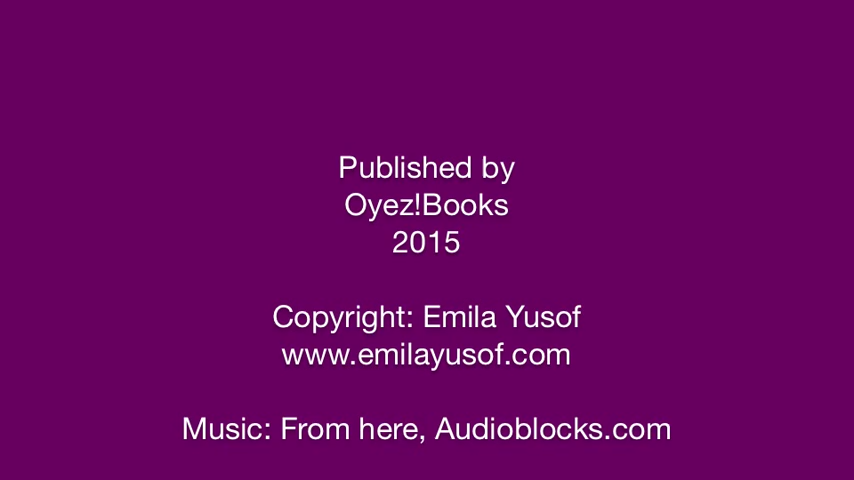 Published by
Oyez!Books
2015
Copyright: Emila Yusof
www.emilayusof.com
Music: From here, Audioblocks.com